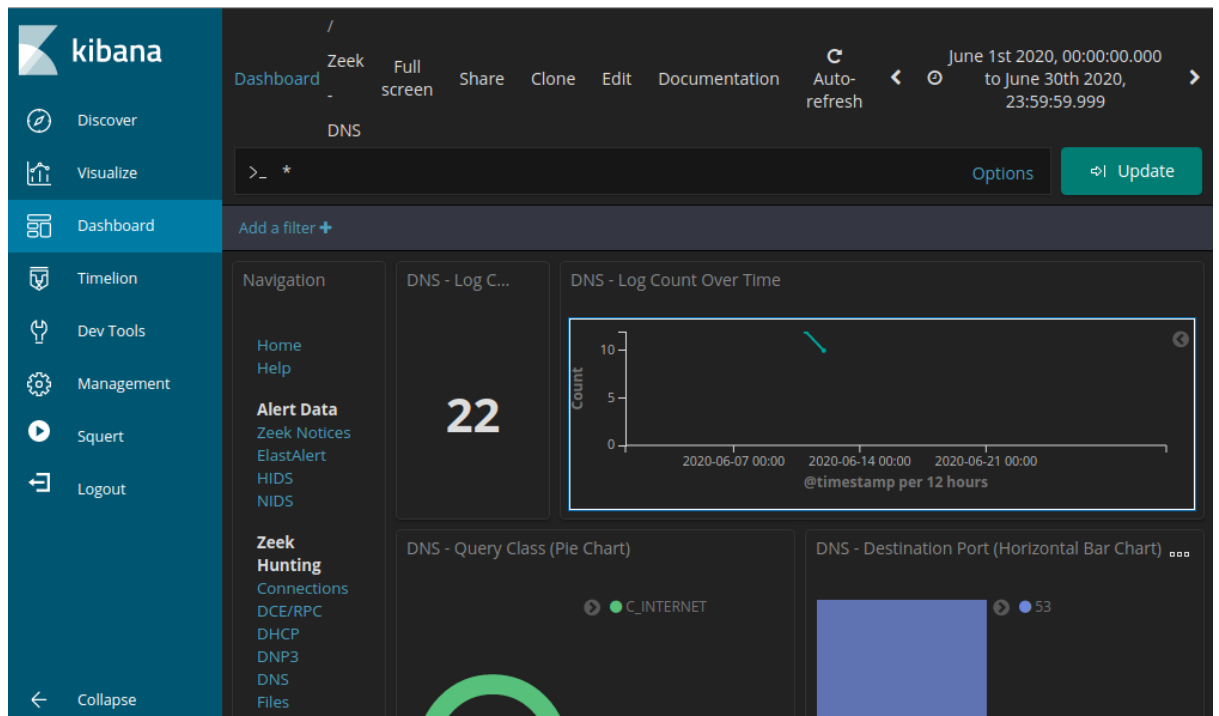 kibana
Discover
Visualize
Dashboard
Timelion
Dev Tools
Management
Squert
Logout
Collapse
Dashboard
/
Zeek
-
DNS
Full
screen
Share
Clone
Edit
Documentation
Auto-
refresh
June 1st 2020, 00:00:00.000
to June 30th 2020,
23:59:59.999
>_ *
Options
Update
Add a filter +
Navigation
Home
Help
Alert Data
Zeek Notices
ElastAlert
HIDS
NIDS
Zeek
Hunting
Connections
DCE/RPC
DHCP
DNP3
DNS
Files
DNS - Log C...
22
DNS - Log Count Over Time
Count
10
5
0
2020-06-07 00:00
2020-06-14 00:00
2020-06-21 00:00
@timestamp per 12 hours
DNS - Query Class (Pie Chart)
C_INTERNET
DNS - Destination Port (Horizontal Bar Chart)
53